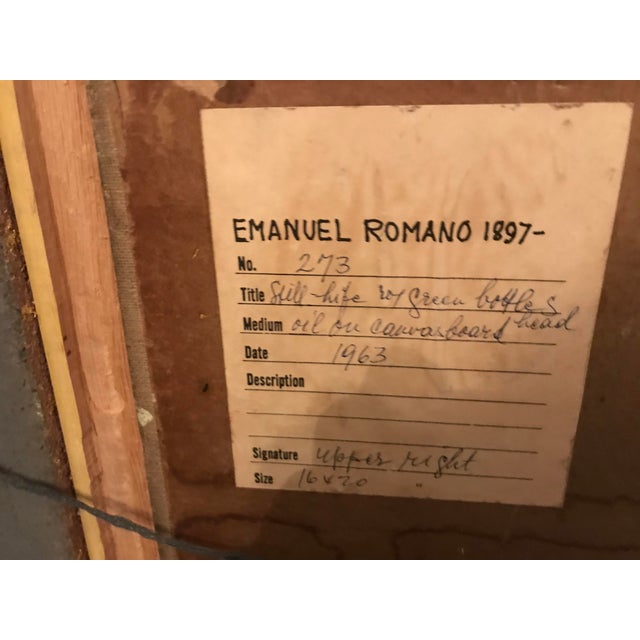 EMANUEL ROMANO 1897-
No. 273
Title Still-life w/ green bottles
head
Medium oil on canvasboard
Date 1963
Description
Signature upper right
Size 16x20